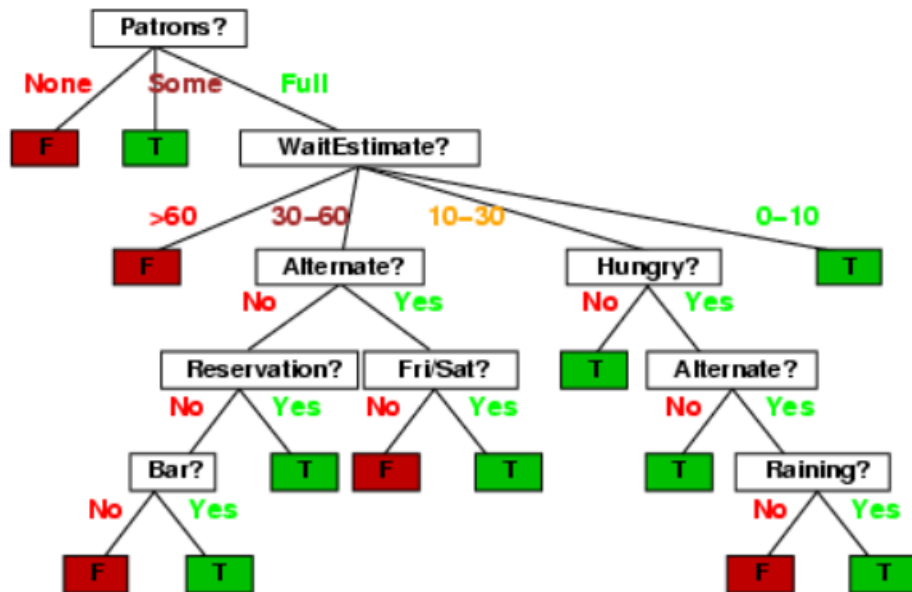 Patrons?
None Some Full
F T WaitEstimate?
>60 30–60 10–30 0–10
F Alternate? Hungry? T
No Yes No Yes
Reservation? Fri/Sat? T Alternate?
No Yes No Yes No Yes
Bar? T F T T Raining?
No Yes No Yes
F T F T